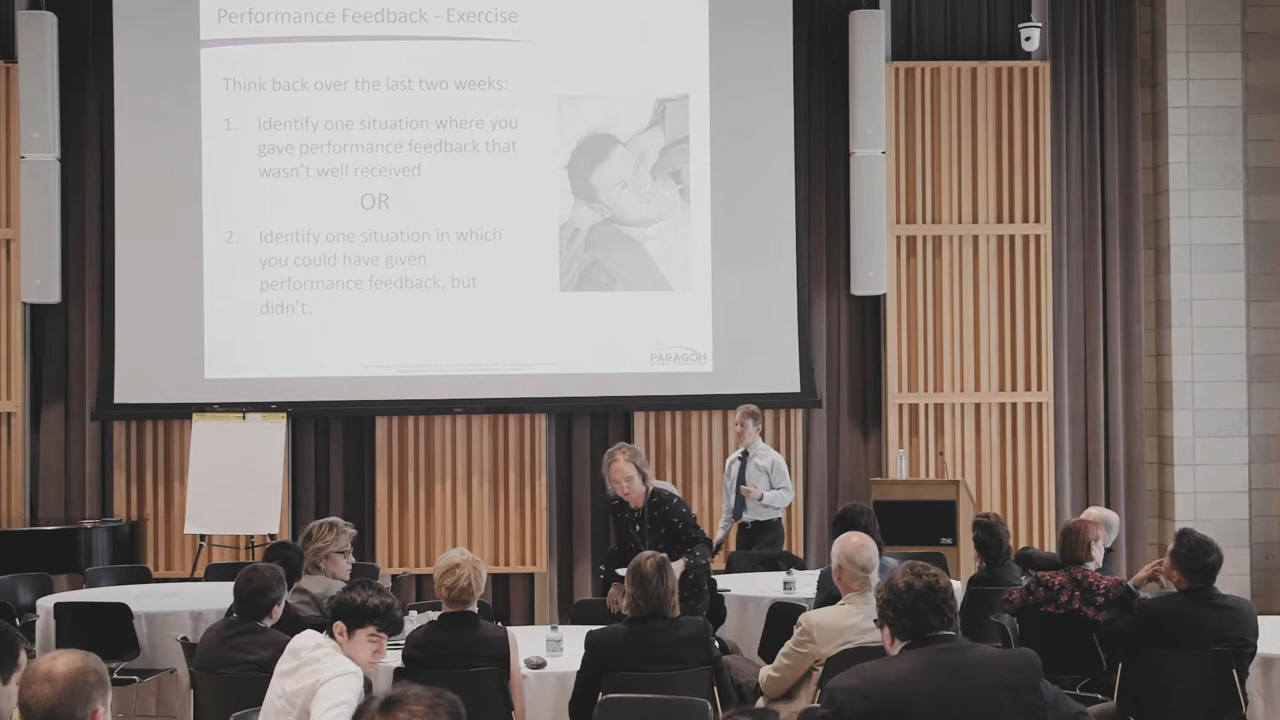 Performance Feedback - Exercise
Think back over the last two weeks:
1. Identify one situation where you
gave performance feedback that
wasn't well received
OR
2. Identify one situation in which
you could have given
performance feedback, but
didn't.
PARAGON